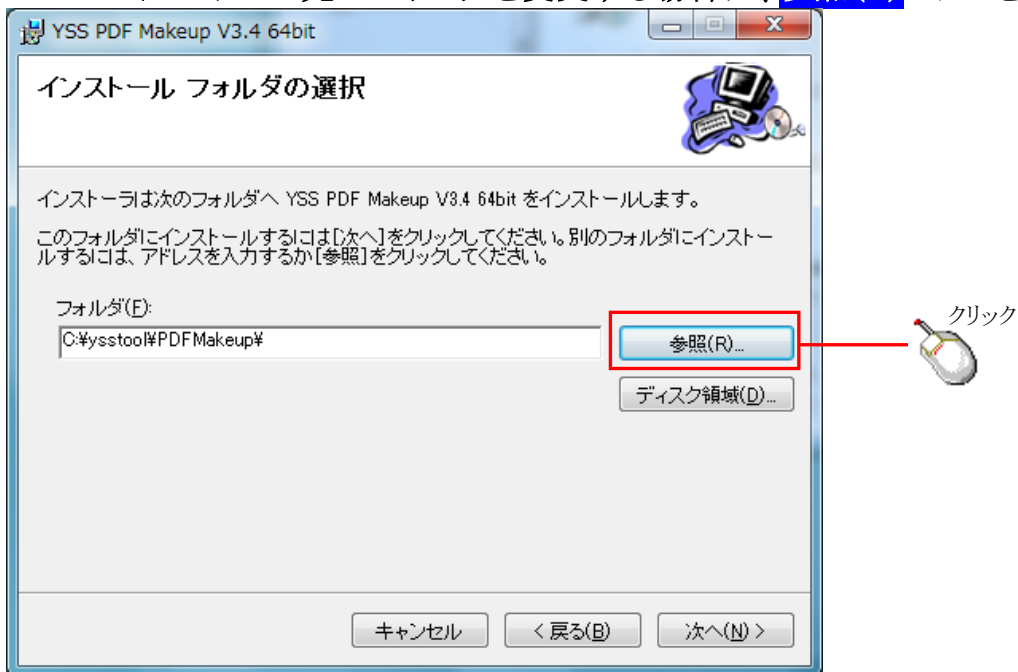 YSS PDF Makeup V3.4 64bit
インストール フォルダの選択
インストーラは次のフォルダへ YSS PDF Makeup V3.4 64bit をインストールします。
このフォルダにインストールするには[次へ]をクリックしてください。別のフォルダにインストー
ルするには、アドレスを入力するか[参照]をクリックしてください。
フォルダ(F):
C:¥ysstool¥PDFMakeup¥
参照(R)...
クリック
ディスク領域(D)...
キャンセル
< 戻る(B)
次へ(N) >